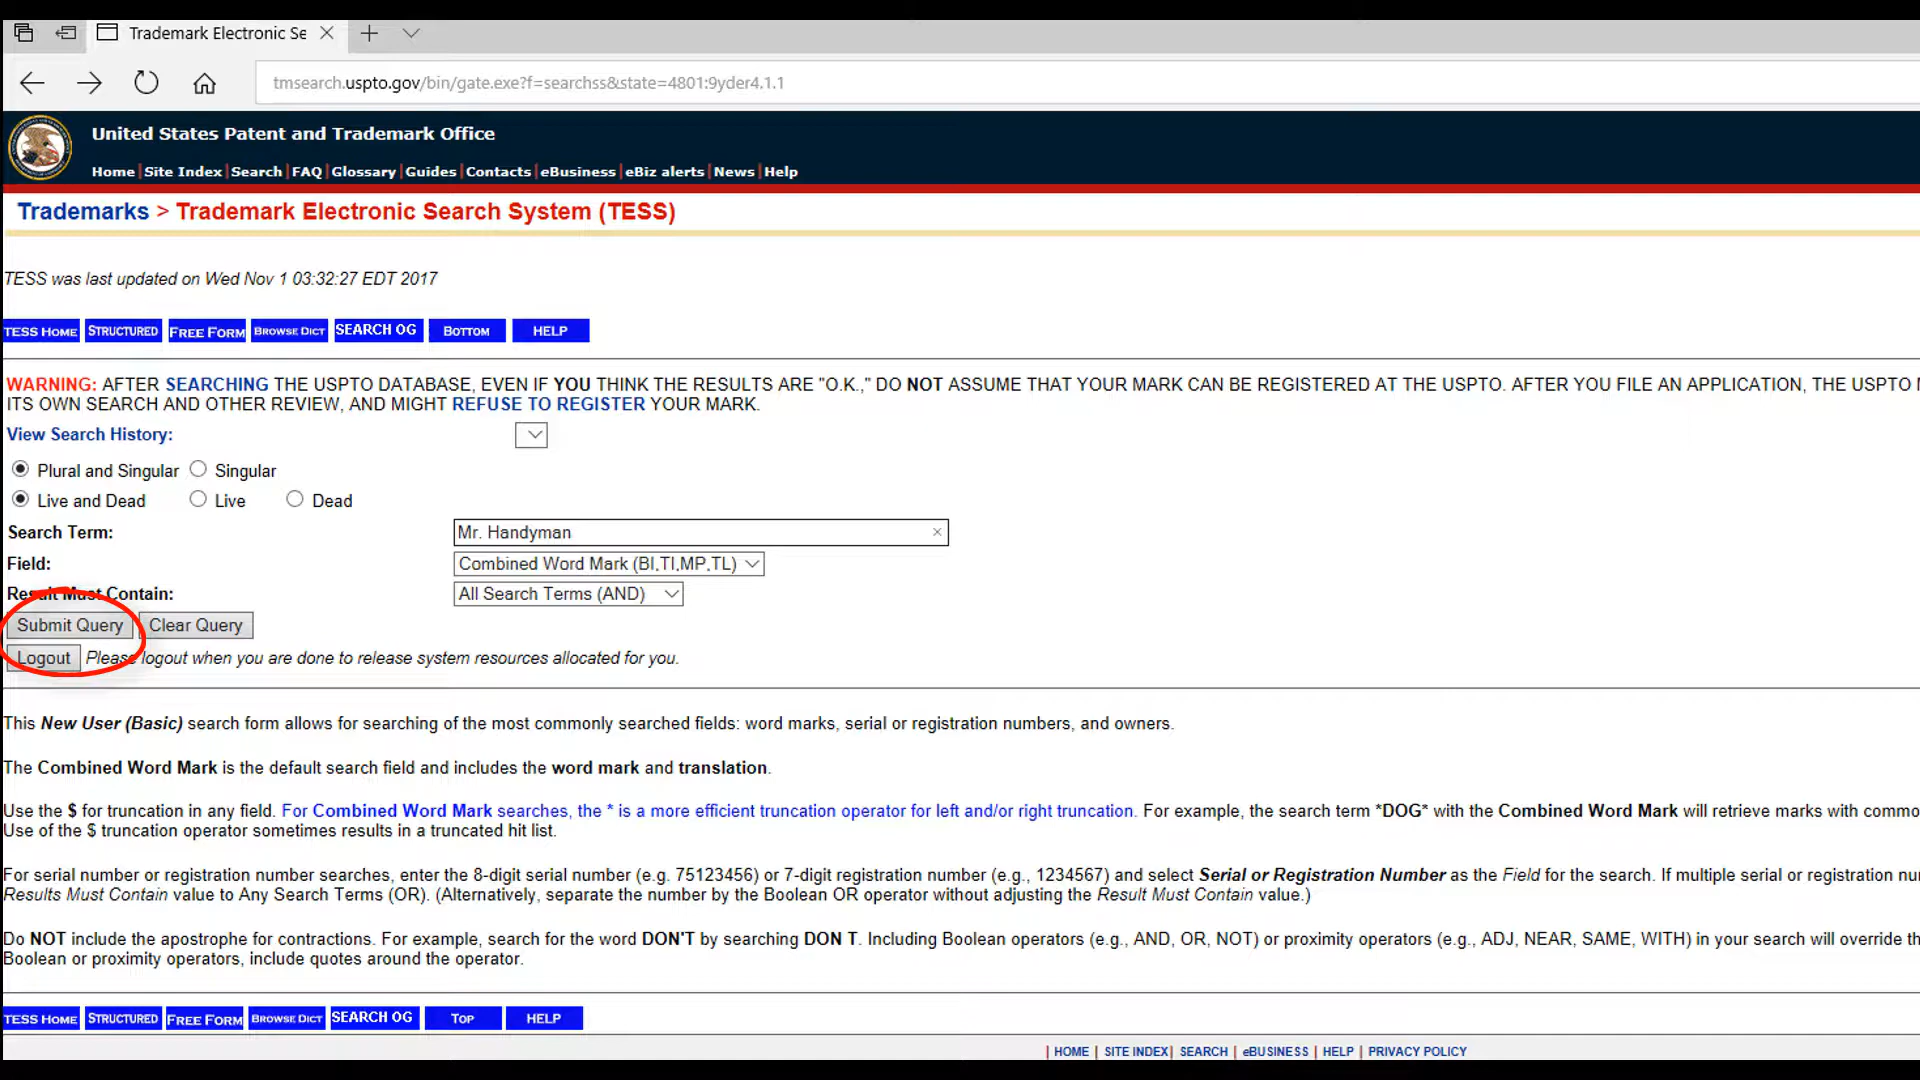 Trademark Electronic Se
tmsearch.uspto.gov/bin/gate.exe?f=searchss&state=4801:9yder4.1.1
United States Patent and Trademark Office
Home|Site Index|Search|FAQ|Glossary|Guides|Contacts|eBusiness|eBiz alerts|News|Help
Trademarks > Trademark Electronic Search System (TESS)
TESS was last updated on Wed Nov 1 03:32:27 EDT 2017
TESS HOME STRUCTURED FREE FORM BROWSE DICT SEARCH OG BOTTOM HELP
WARNING: AFTER SEARCHING THE USPTO DATABASE, EVEN IF YOU THINK THE RESULTS ARE "O.K.," DO NOT ASSUME THAT YOUR MARK CAN BE REGISTERED AT THE USPTO. AFTER YOU FILE AN APPLICATION, THE USPTO
ITS OWN SEARCH AND OTHER REVIEW, AND MIGHT REFUSE TO REGISTER YOUR MARK.
View Search History:
Plural and Singular Singular
Live and Dead Live Dead
Search Term: Mr. Handyman
Field: Combined Word Mark (BI,TI,MP,TL)
Result Must Contain: All Search Terms (AND)
Submit Query Clear Query
Logout Please logout when you are done to release system resources allocated for you.
This New User (Basic) search form allows for searching of the most commonly searched fields: word marks, serial or registration numbers, and owners.
The Combined Word Mark is the default search field and includes the word mark and translation.
Use the $ for truncation in any field. For Combined Word Mark searches, the * is a more efficient truncation operator for left and/or right truncation. For example, the search term *DOG* with the Combined Word Mark will retrieve marks with commo
Use of the $ truncation operator sometimes results in a truncated hit list.
For serial number or registration number searches, enter the 8-digit serial number (e.g. 75123456) or 7-digit registration number (e.g., 1234567) and select Serial or Registration Number as the Field for the search. If multiple serial or registration nu
Results Must Contain value to Any Search Terms (OR). (Alternatively, separate the number by the Boolean OR operator without adjusting the Result Must Contain value.)
Do NOT include the apostrophe for contractions. For example, search for the word DON'T by searching DON T. Including Boolean operators (e.g., AND, OR, NOT) or proximity operators (e.g., ADJ, NEAR, SAME, WITH) in your search will override th
Boolean or proximity operators, include quotes around the operator.
TESS HOME STRUCTURED FREE FORM BROWSE DICT SEARCH OG TOP HELP
| HOME | SITE INDEX| SEARCH | eBUSINESS | HELP | PRIVACY POLICY